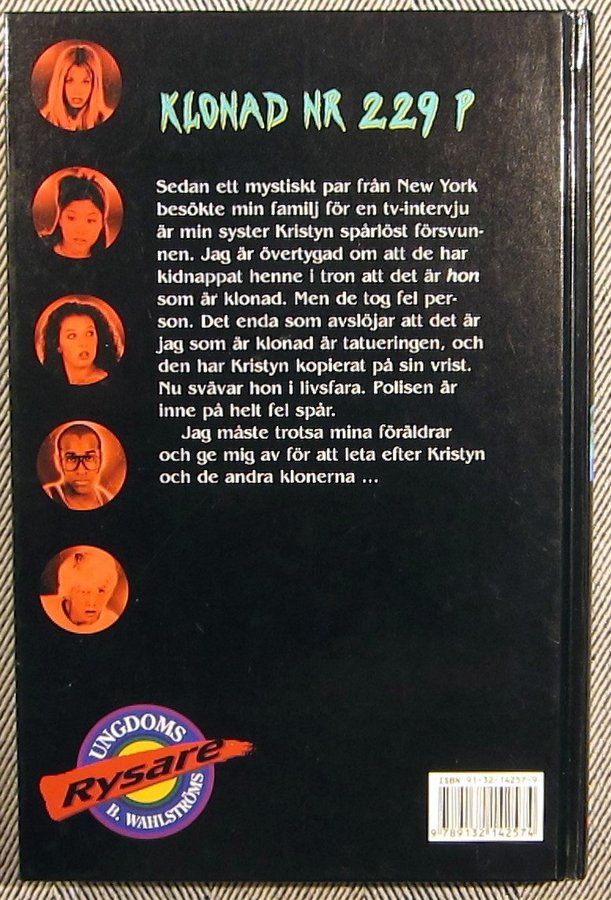 KLONAD NR 229 P
Sedan ett mystiskt par från New York
besökte min familj för en tv-intervju
är min syster Kristyn spårlöst försvun-
nen. Jag är övertygad om att de har
kidnappat henne i tron att det är hon
som är klonad. Men de tog fel per-
son. Det enda som avslöjar att det är
jag som är klonad är tatueringen, och
den har Kristyn kopierat på sin vrist.
Nu svävar hon i livsfara. Polisen är
inne på helt fel spår.
Jag måste trotsa mina föräldrar
och ge mig av för att leta efter Kristyn
och de andra klonerna ...
UNGDOMS
Rysare
B. WAHLSTRÖMS
ISBN 91-32-14257-9
9 789132 142574